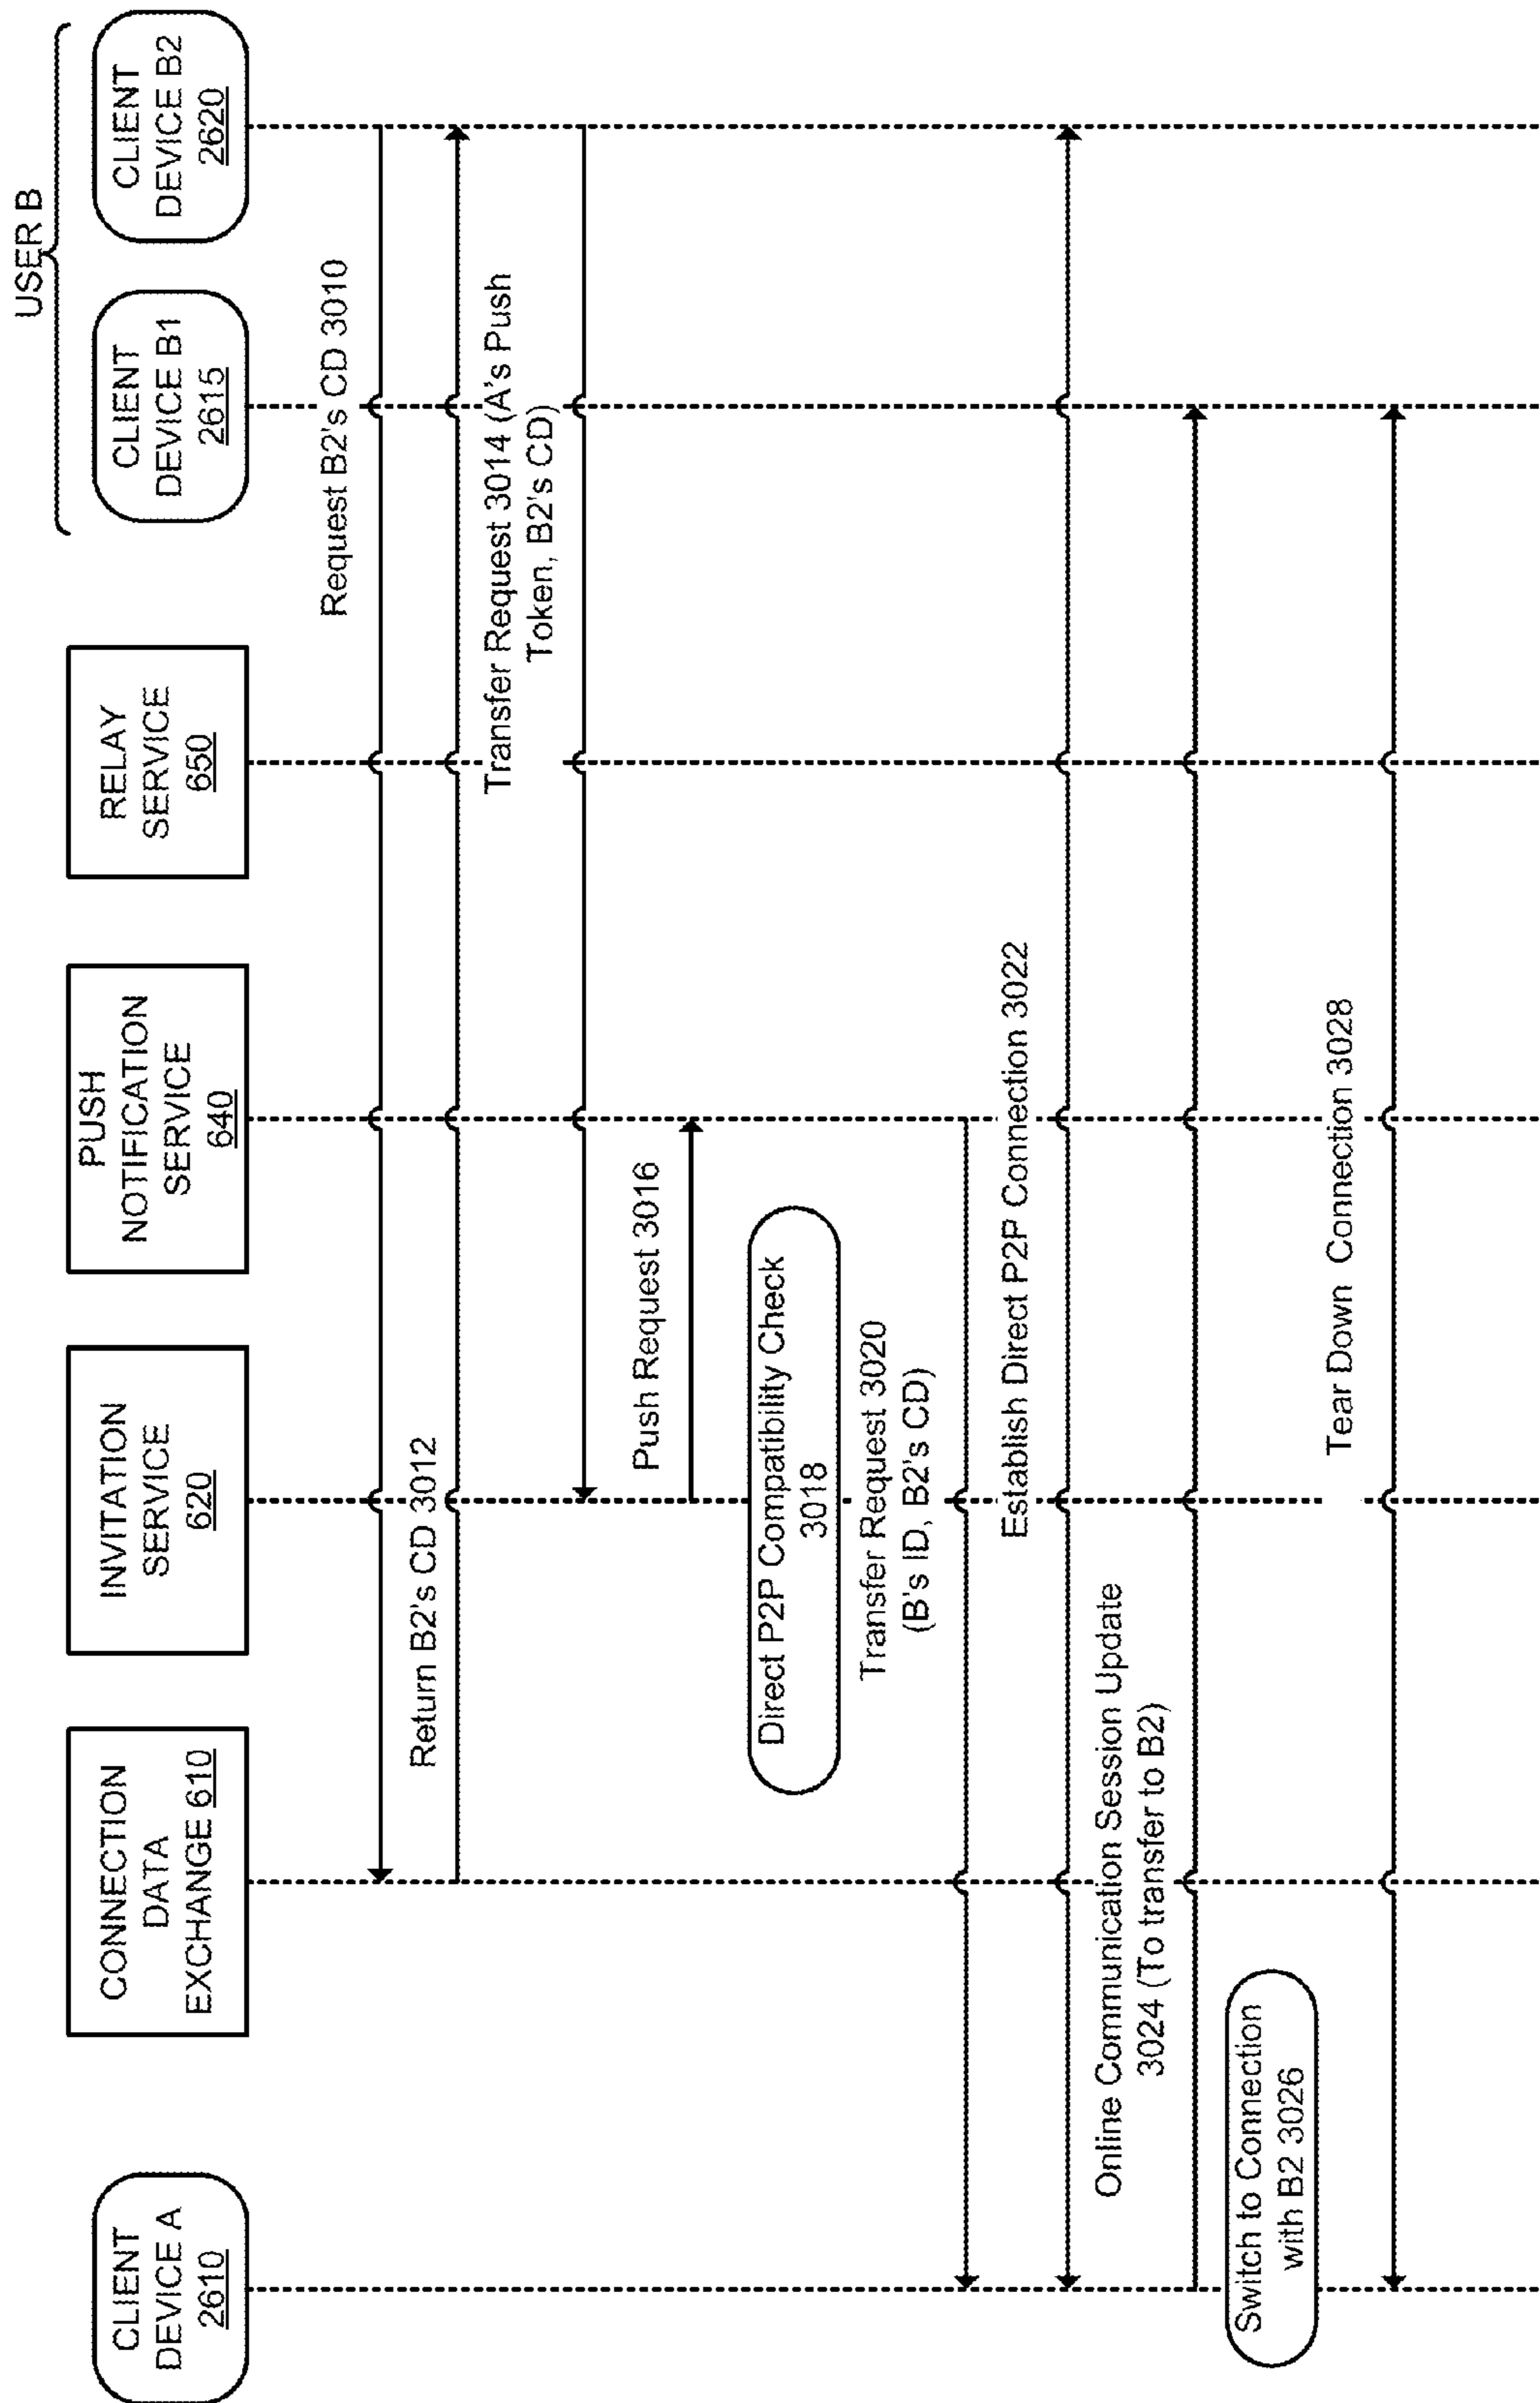 USER B
CLIENT
DEVICE A
2610
CONNECTION
DATA
EXCHANGE 610
INVITATION
SERVICE
620
PUSH
NOTIFICATION
SERVICE
640
RELAY
SERVICE
650
CLIENT
DEVICE B1
2615
CLIENT
DEVICE B2
2620
Request B2's CD 3010
Return B2's CD 3012
Transfer Request 3014 (A's Push
Token, B2's CD)
Push Request 3016
Direct P2P Compatibility Check
3018
Transfer Request 3020
(B's ID, B2's CD)
Establish Direct P2P Connection 3022
Online Communication Session Update
3024 (To transfer to B2)
Switch to Connection
with B2 3026
Tear Down Connection 3028